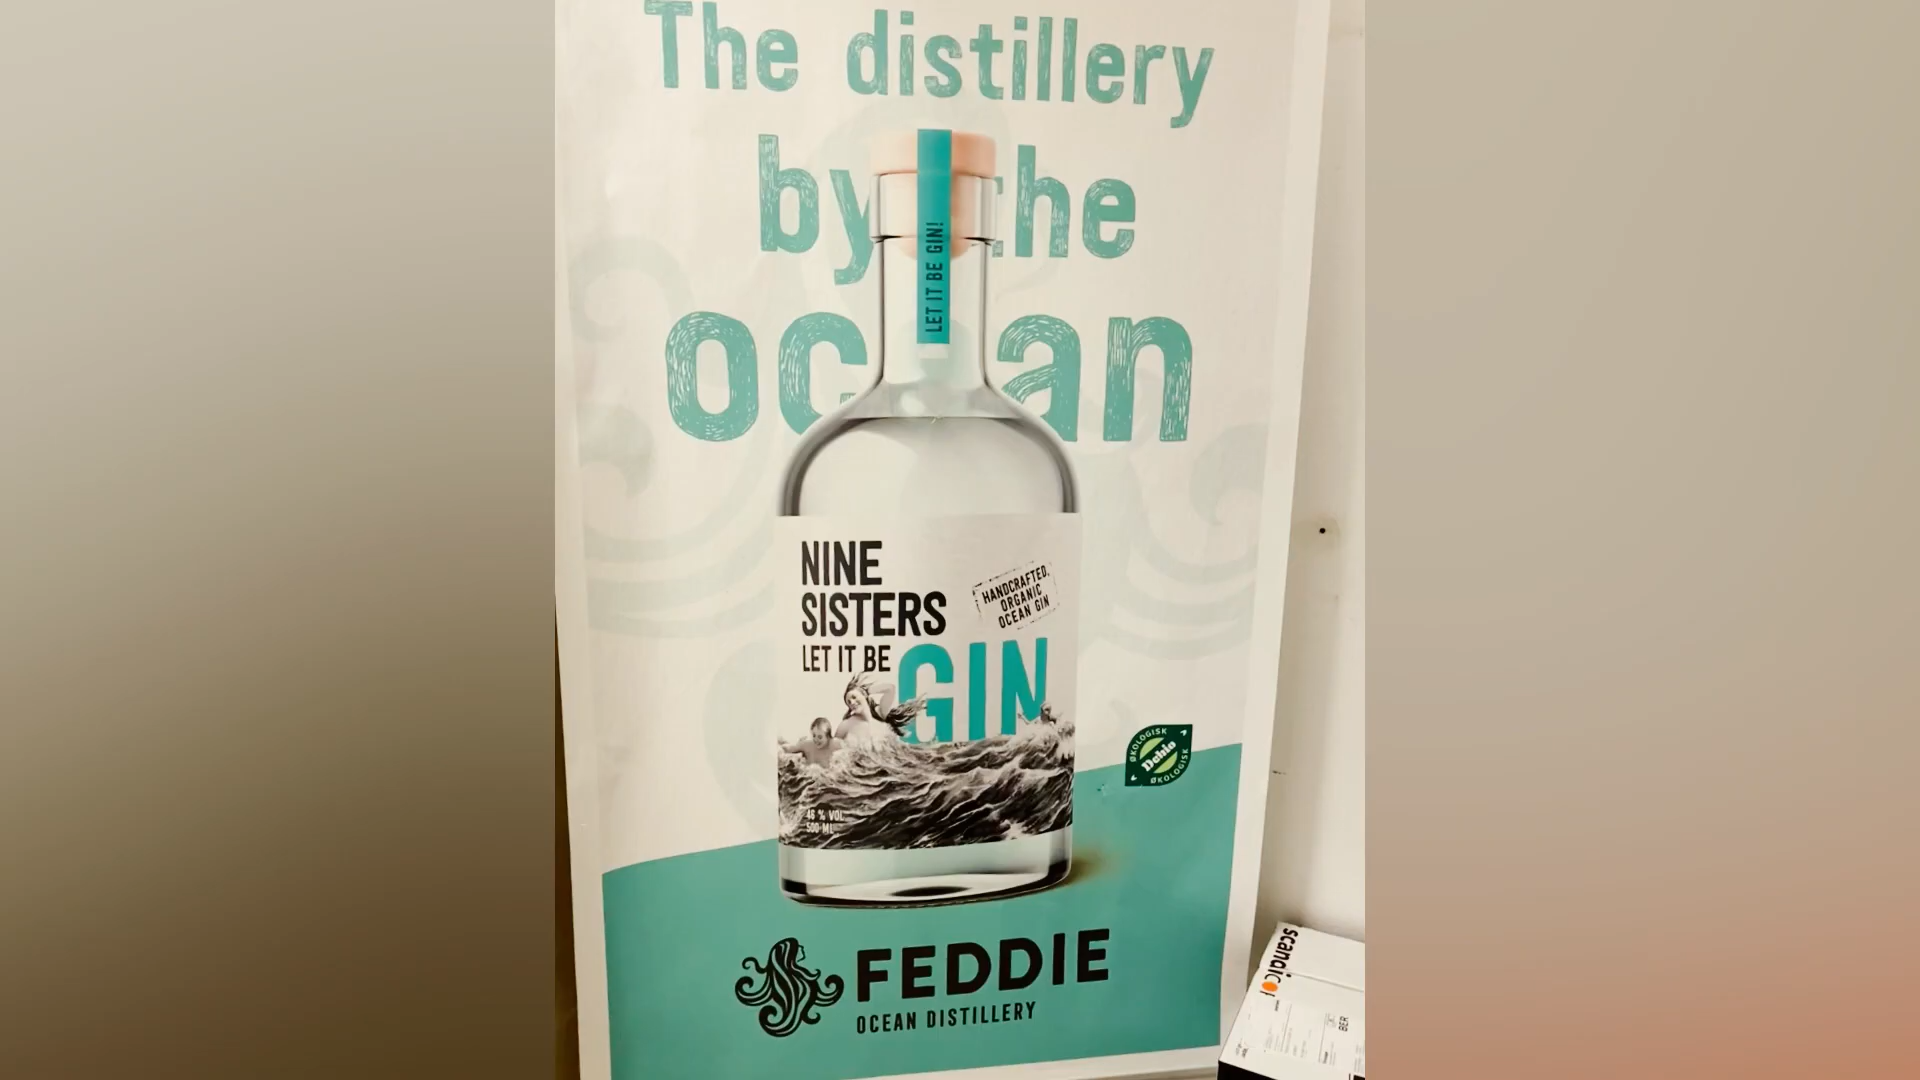 The distillery
by the
ocean
LET IT BE GIN!
NINE
SISTERS
LET IT BE
GIN
HANDCRAFTED,
ORGANIC
OCEAN GIN
46 % VOL.
500 ML
ØKOLOGISK
Debio
ØKOLOGISK
FEDDIE
OCEAN DISTILLERY
scandic
BER